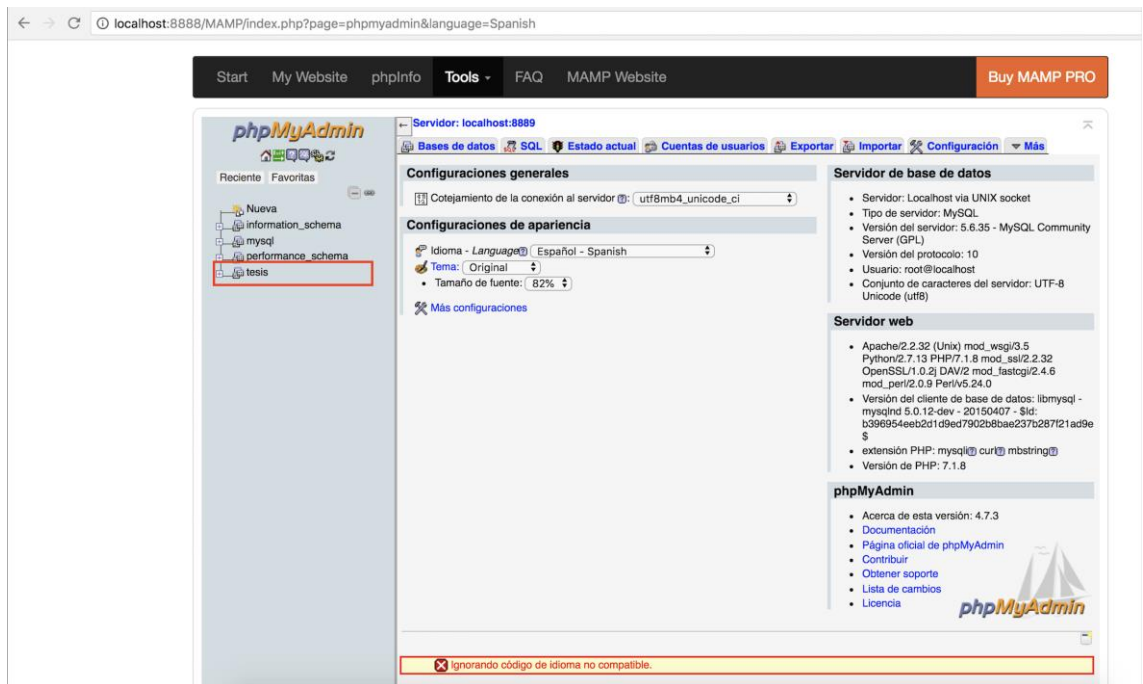 localhost:8888/MAMP/index.php?page=phpmyadmin&language=Spanish
Start My Website phpInfo Tools FAQ MAMP Website Buy MAMP PRO
phpMyAdmin
Reciente Favoritas
Nueva
information_schema
mysql
performance_schema
tesis
Servidor: localhost:8889
Bases de datos SQL Estado actual Cuentas de usuarios Exportar Importar Configuración Más
Configuraciones generales
Cotejamiento de la conexión al servidor : utf8mb4_unicode_ci
Configuraciones de apariencia
Idioma - Language Español - Spanish
Tema: Original
• Tamaño de fuente: 82%
Más configuraciones
Servidor de base de datos
• Servidor: Localhost via UNIX socket
• Tipo de servidor: MySQL
• Versión del servidor: 5.6.35 - MySQL Community
Server (GPL)
• Versión del protocolo: 10
• Usuario: root@localhost
• Conjunto de caracteres del servidor: UTF-8
Unicode (utf8)
Servidor web
• Apache/2.2.32 (Unix) mod_wsgi/3.5
Python/2.7.13 PHP/7.1.8 mod_ssl/2.2.32
OpenSSL/1.0.2j DAV/2 mod_fastcgi/2.4.6
mod_perl/2.0.9 Perl/v5.24.0
• Versión del cliente de base de datos: libmysql -
mysqlnd 5.0.12-dev - 20150407 - $Id:
b396954eeb2d1d9ed7902b8bae237b287f21ad9e
$
• extensión PHP: mysqli curl mbstring
• Versión de PHP: 7.1.8
phpMyAdmin
• Acerca de esta versión: 4.7.3
• Documentación
• Página oficial de phpMyAdmin
• Contribuir
• Obtener soporte
• Lista de cambios
• Licencia
phpMyAdmin
Ignorando código de idioma no compatible.